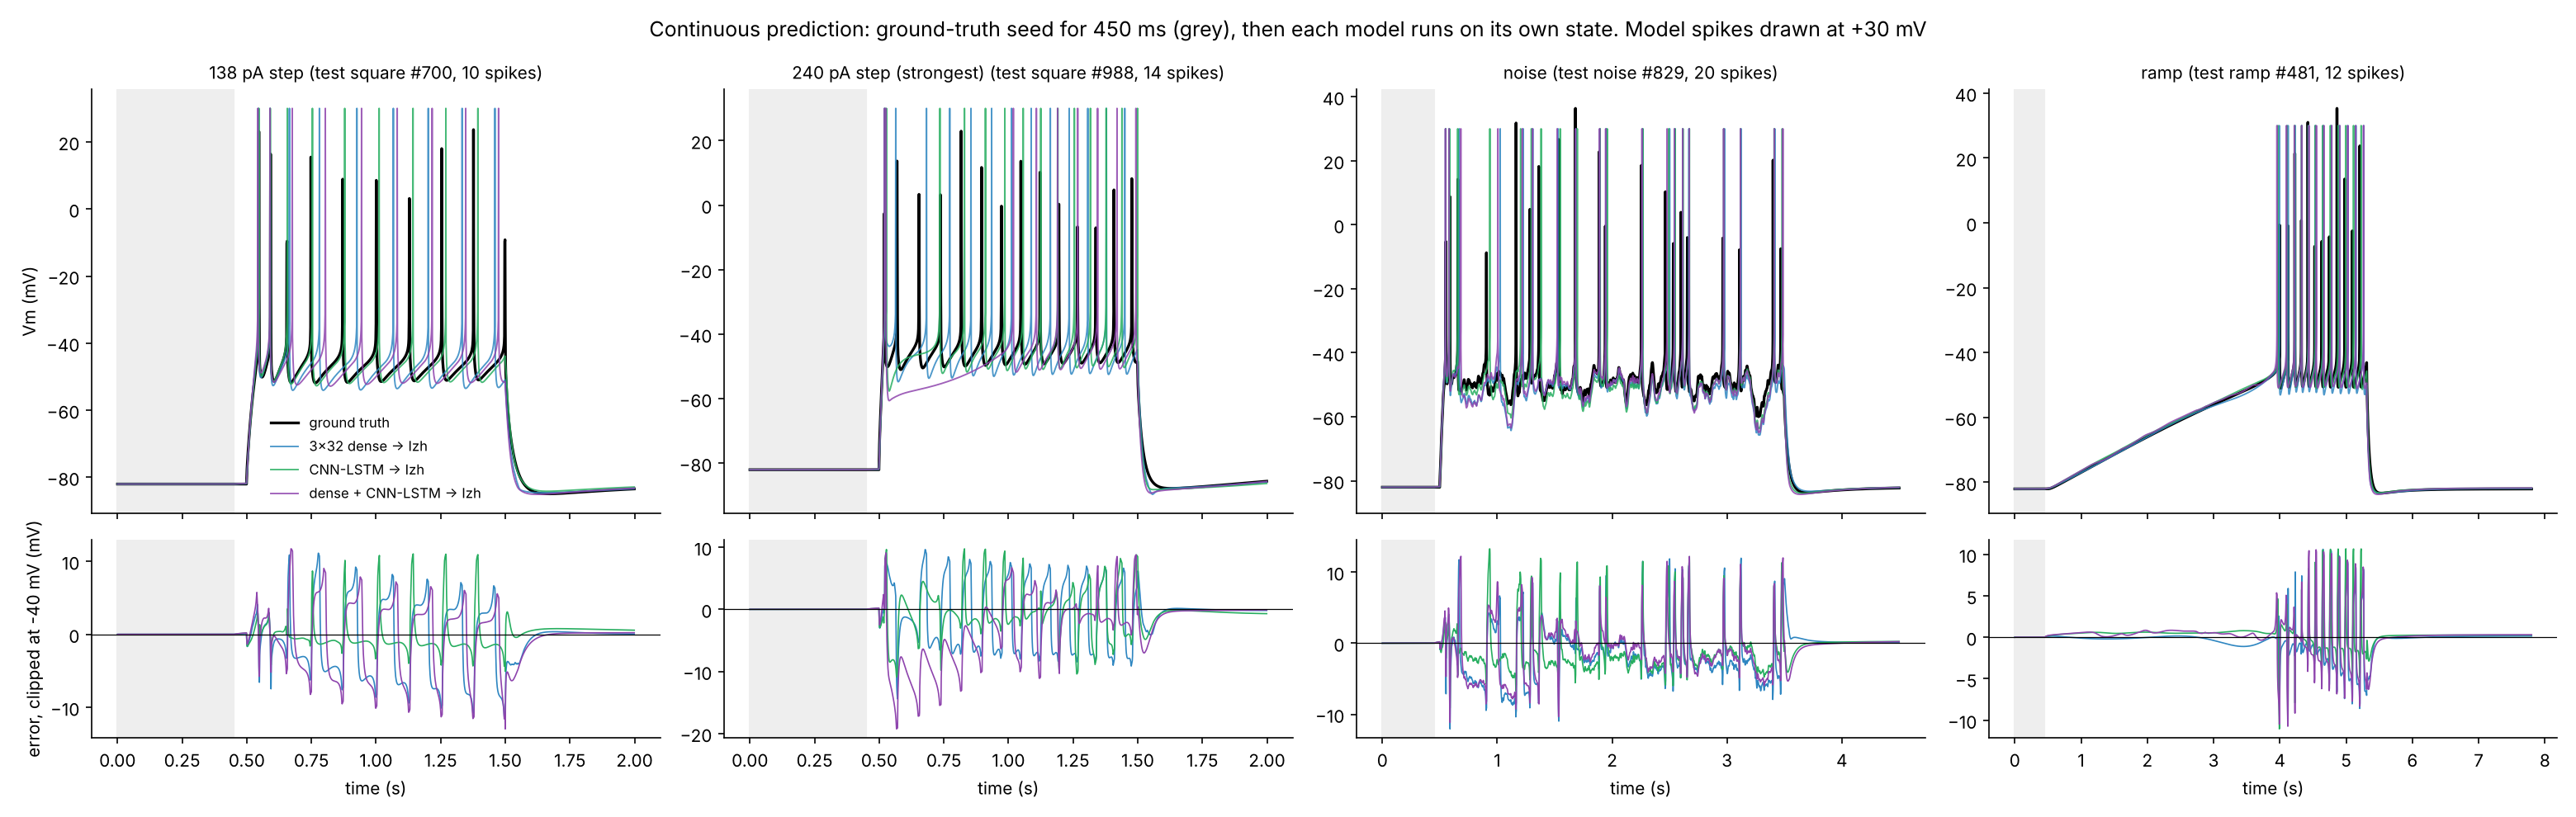 Continuous prediction: ground-truth seed for 450 ms (grey), then each model runs on its own state. Model spikes drawn at +30 mV
138 pA step (test square #700, 10 spikes)
240 pA step (strongest) (test square #988, 14 spikes)
noise (test noise #829, 20 spikes)
ramp (test ramp #481, 12 spikes)
Vm (mV)
20
0
−20
−40
−60
−80
ground truth
3×32 dense → Izh
CNN-LSTM → Izh
dense + CNN-LSTM → Izh
20
0
−20
−40
−60
−80
40
20
0
−20
−40
−60
−80
40
20
0
−20
−40
−60
−80
error, clipped at -40 mV (mV)
10
0
−10
0.00 0.25 0.50 0.75 1.00 1.25 1.50 1.75 2.00
time (s)
10
0
−10
−20
0.00 0.25 0.50 0.75 1.00 1.25 1.50 1.75 2.00
time (s)
10
0
−10
0 1 2 3 4
time (s)
10
5
0
−5
−10
0 1 2 3 4 5 6 7 8
time (s)